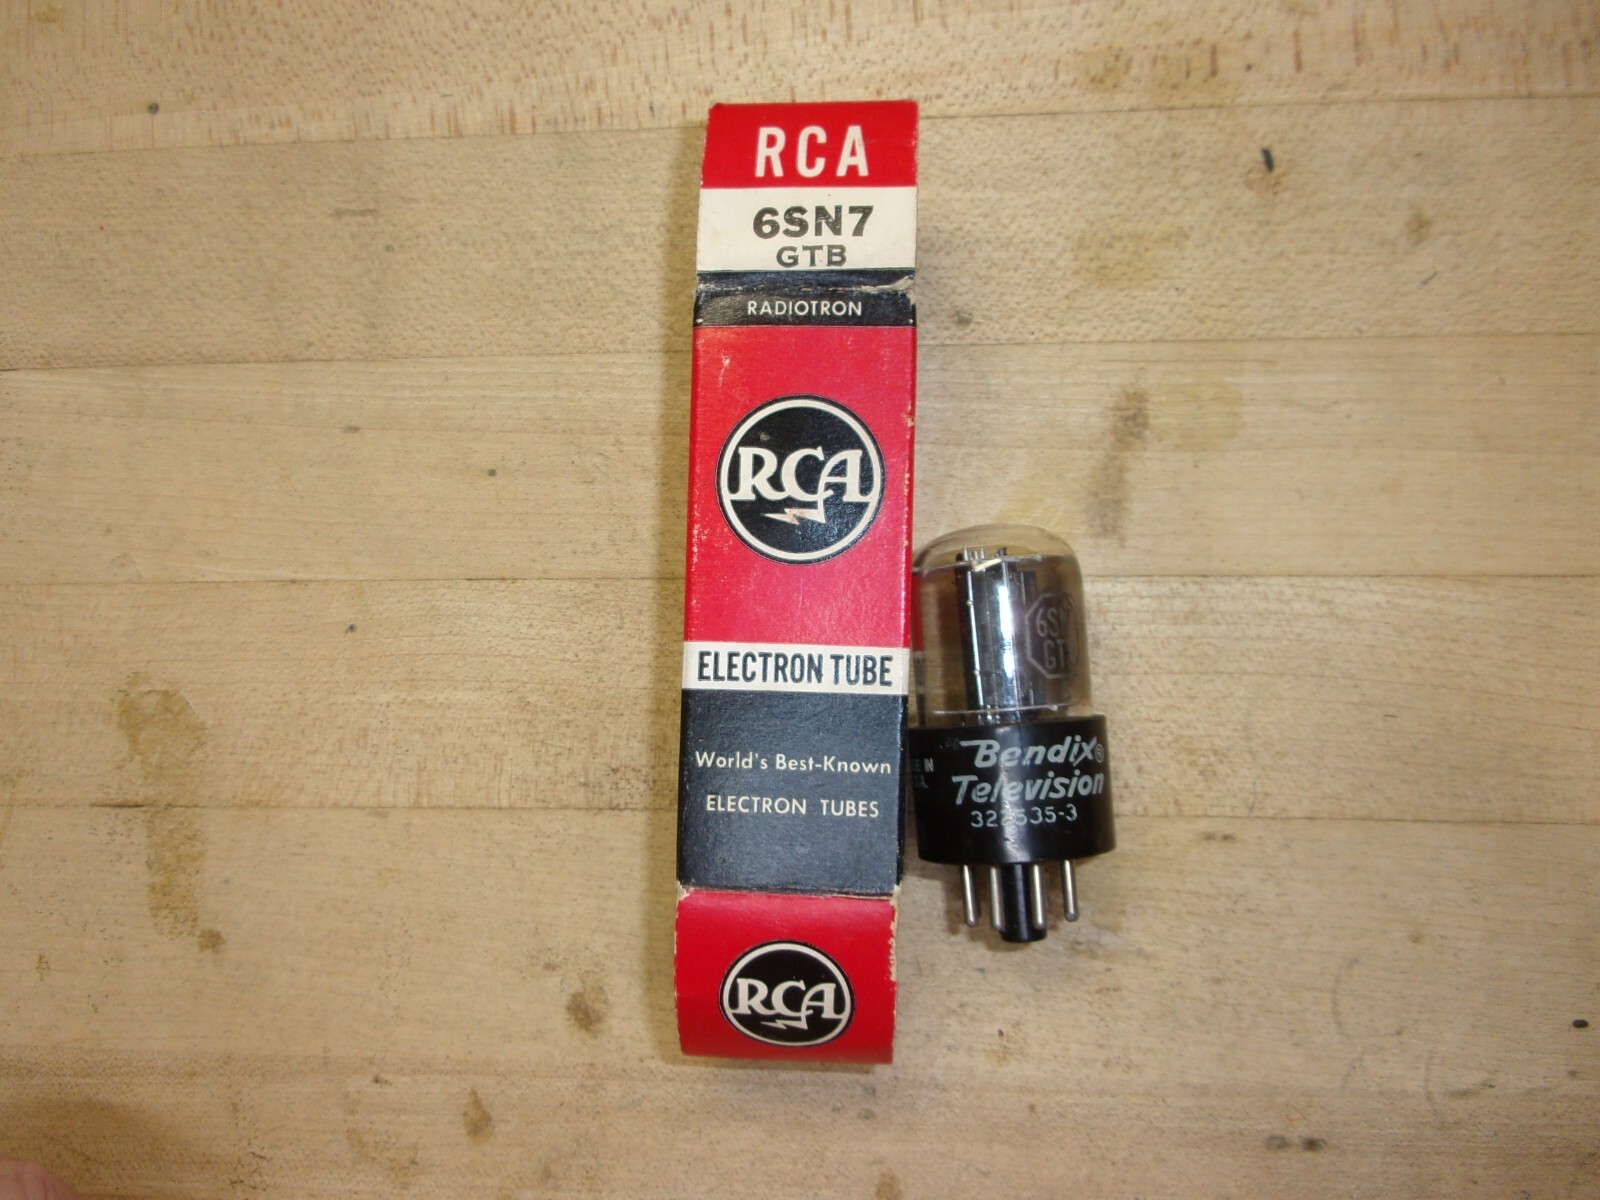 RCA
6SN7
GTB
RADIOTRON
RCA
ELECTRON TUBE
World's Best-Known
ELECTRON TUBES
RCA
Bendix®
Television